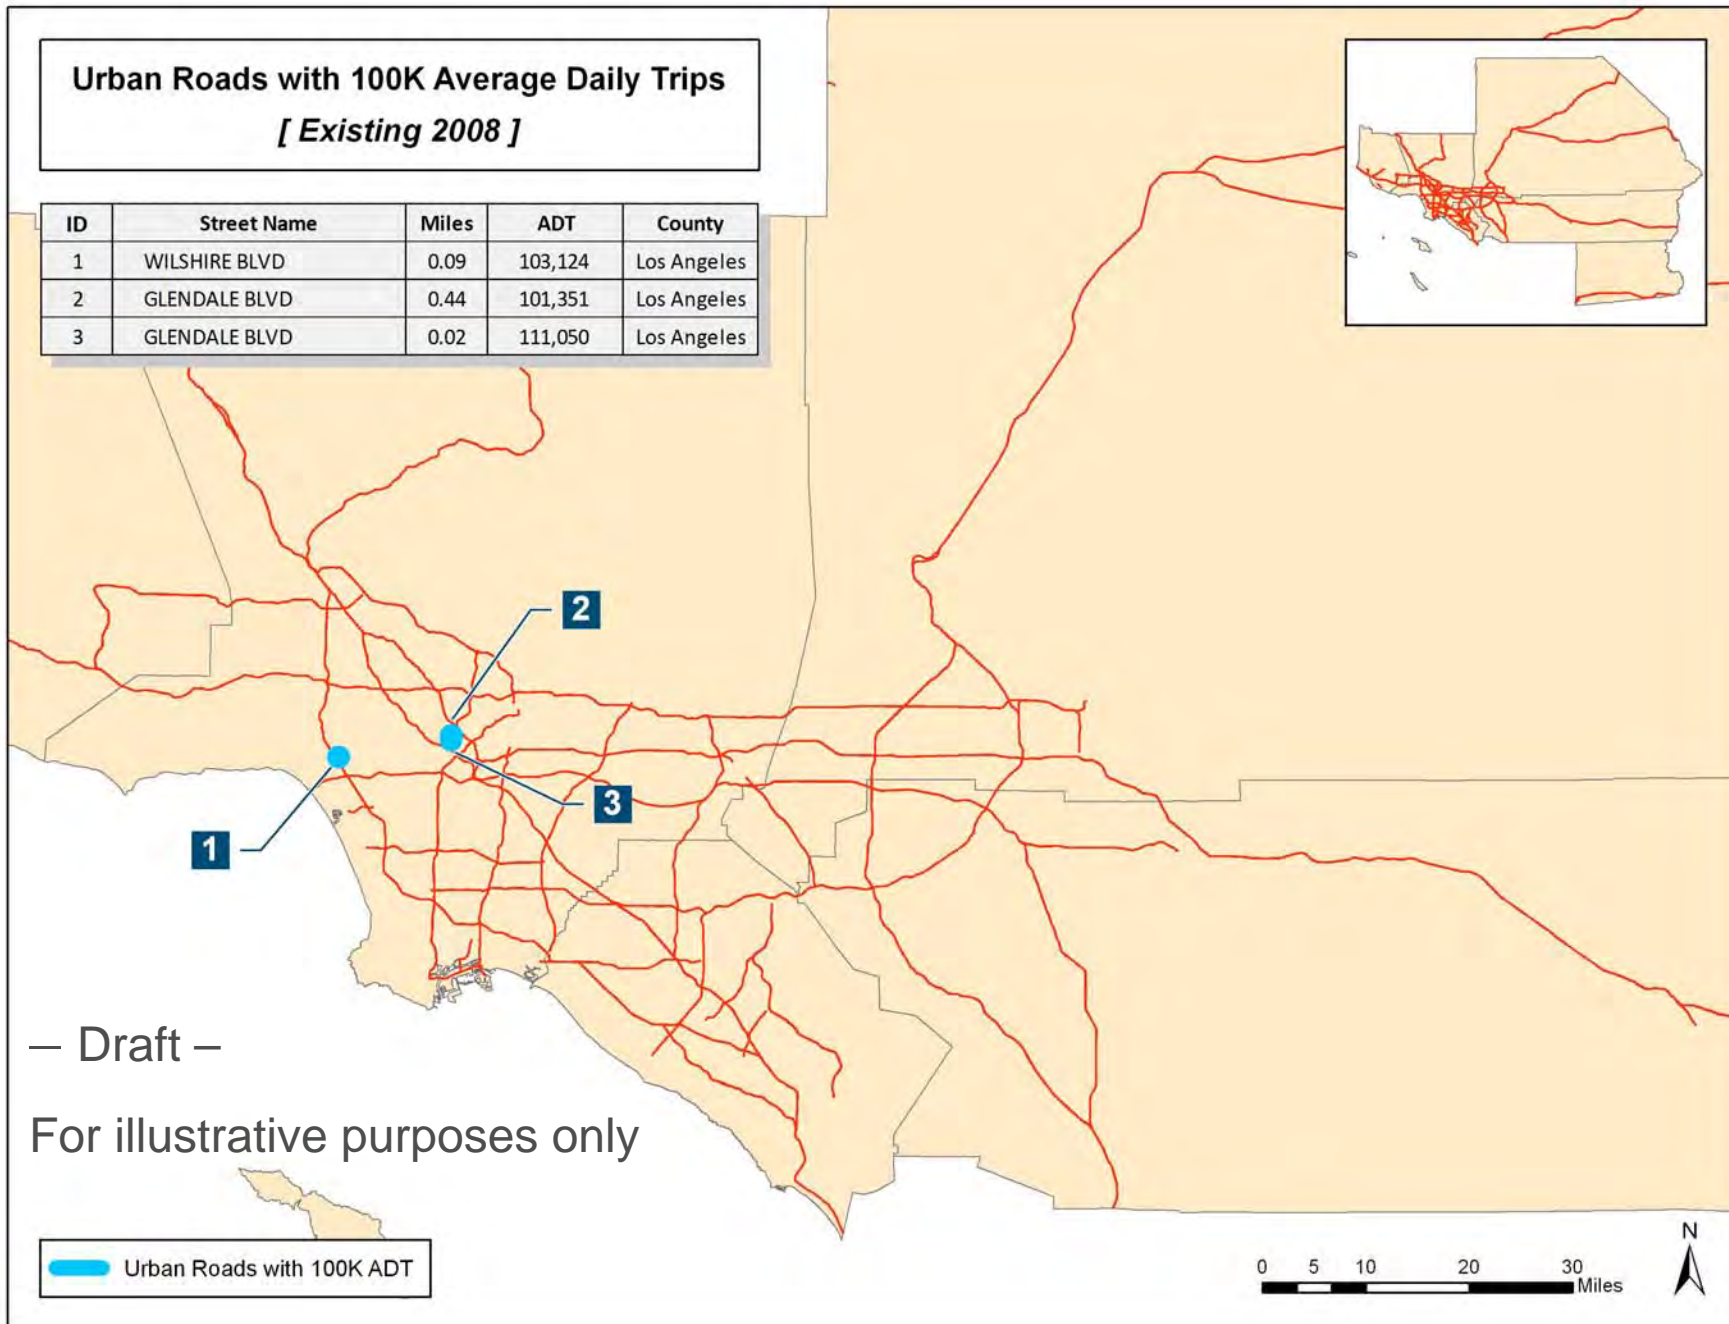 Urban Roads with 100K Average Daily Trips
[ Existing 2008 ]
ID Street Name Miles ADT County
1 WILSHIRE BLVD 0.09 103,124 Los Angeles
2 GLENDALE BLVD 0.44 101,351 Los Angeles
3 GLENDALE BLVD 0.02 111,050 Los Angeles
2
3
1
– Draft –
For illustrative purposes only
Urban Roads with 100K ADT
N
0 5 10 20 30
Miles